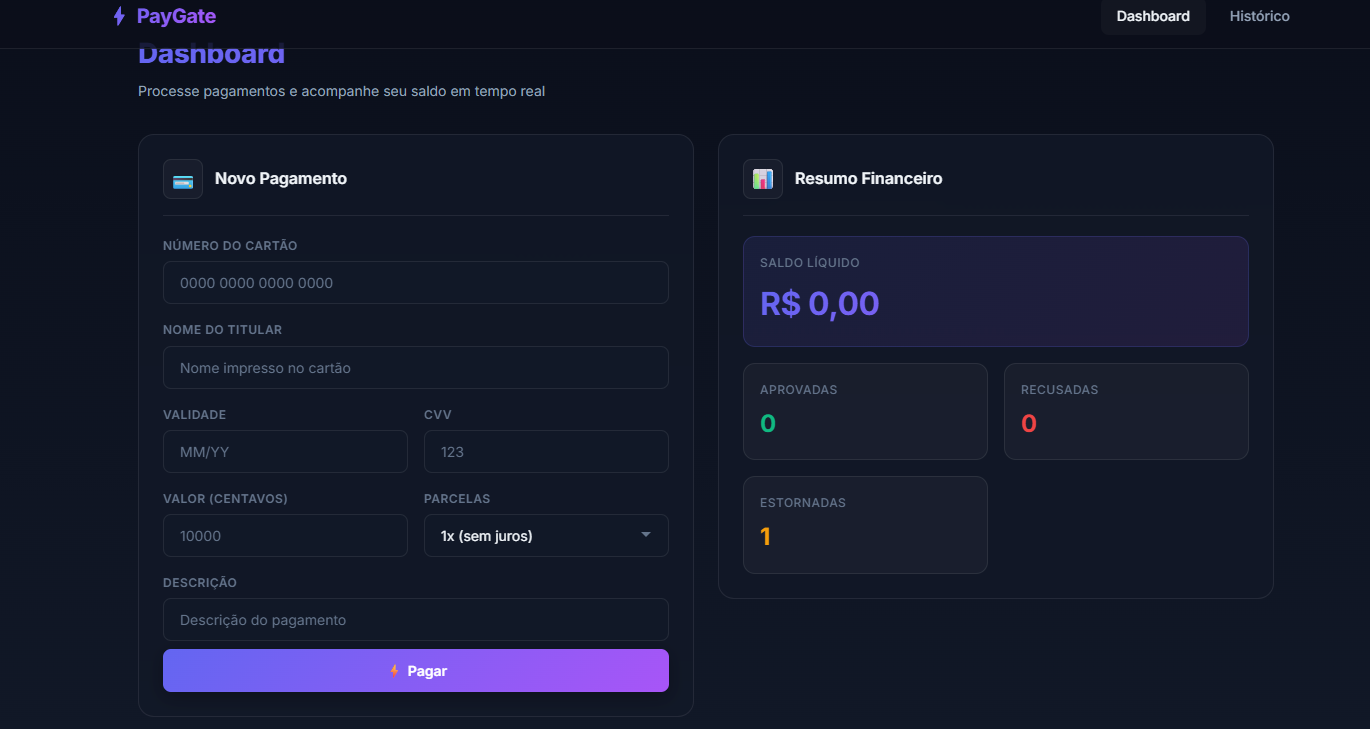 PayGate
Dashboard
Histórico
Dashboard
Processe pagamentos e acompanhe seu saldo em tempo real
Novo Pagamento
NÚMERO DO CARTÃO
0000 0000 0000 0000
NOME DO TITULAR
Nome impresso no cartão
VALIDADE
CVV
MM/YY
123
VALOR (CENTAVOS)
PARCELAS
10000
1x (sem juros)
DESCRIÇÃO
Descrição do pagamento
Pagar
Resumo Financeiro
SALDO LÍQUIDO
R$ 0,00
APROVADAS
0
RECUSADAS
0
ESTORNADAS
1